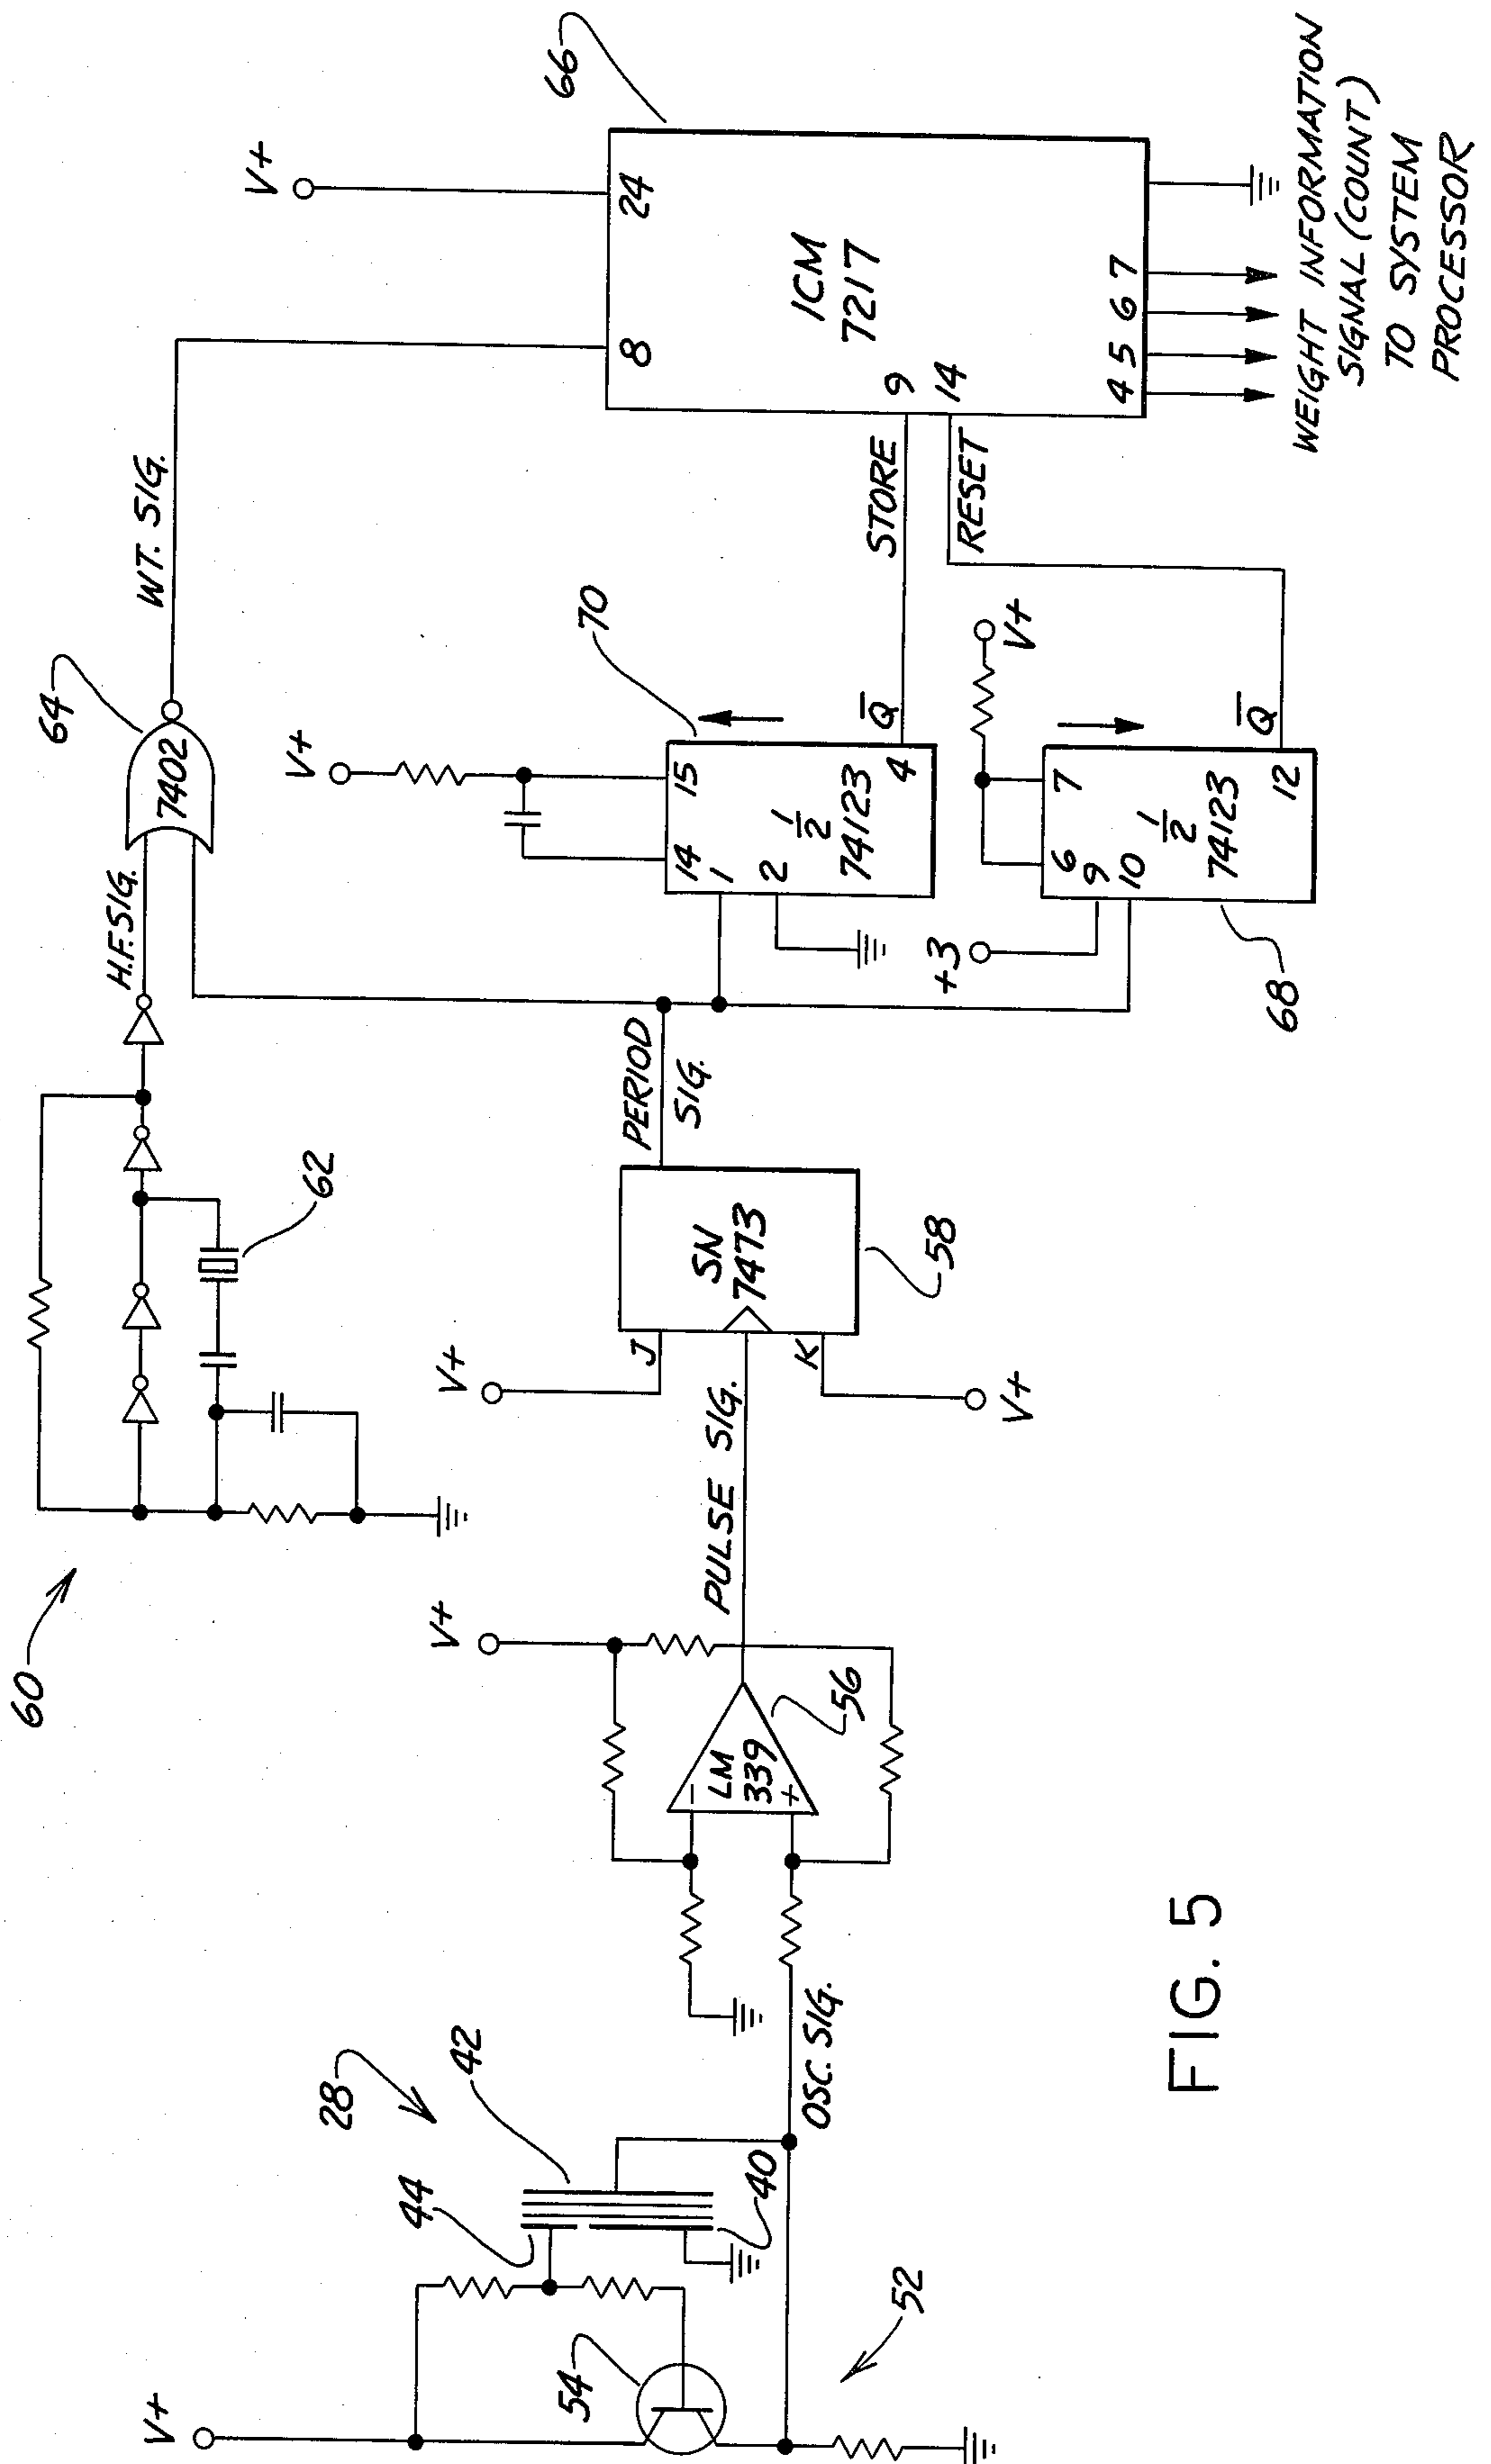 60
62
H.F. SIG.
64
7402
WT. SIG.
V+
66
8
24
ICM
7217
9
14
4 5 6 7
WEIGHT INFORMATION
SIGNAL (COUNT)
TO SYSTEM
PROCESSOR
V+
70
14
15
1
2
1/2
74123
4
Q̅
STORE
RESET
+3
V+
6
7
9
10
1/2
74123
12
Q̅
68
PERIOD
SIG.
V+
J
SN
7473
K
V+
58
PULSE SIG.
V+
-
LM
339
+
56
28
42
44
40
OSC. SIG.
V+
54
52
FIG. 5